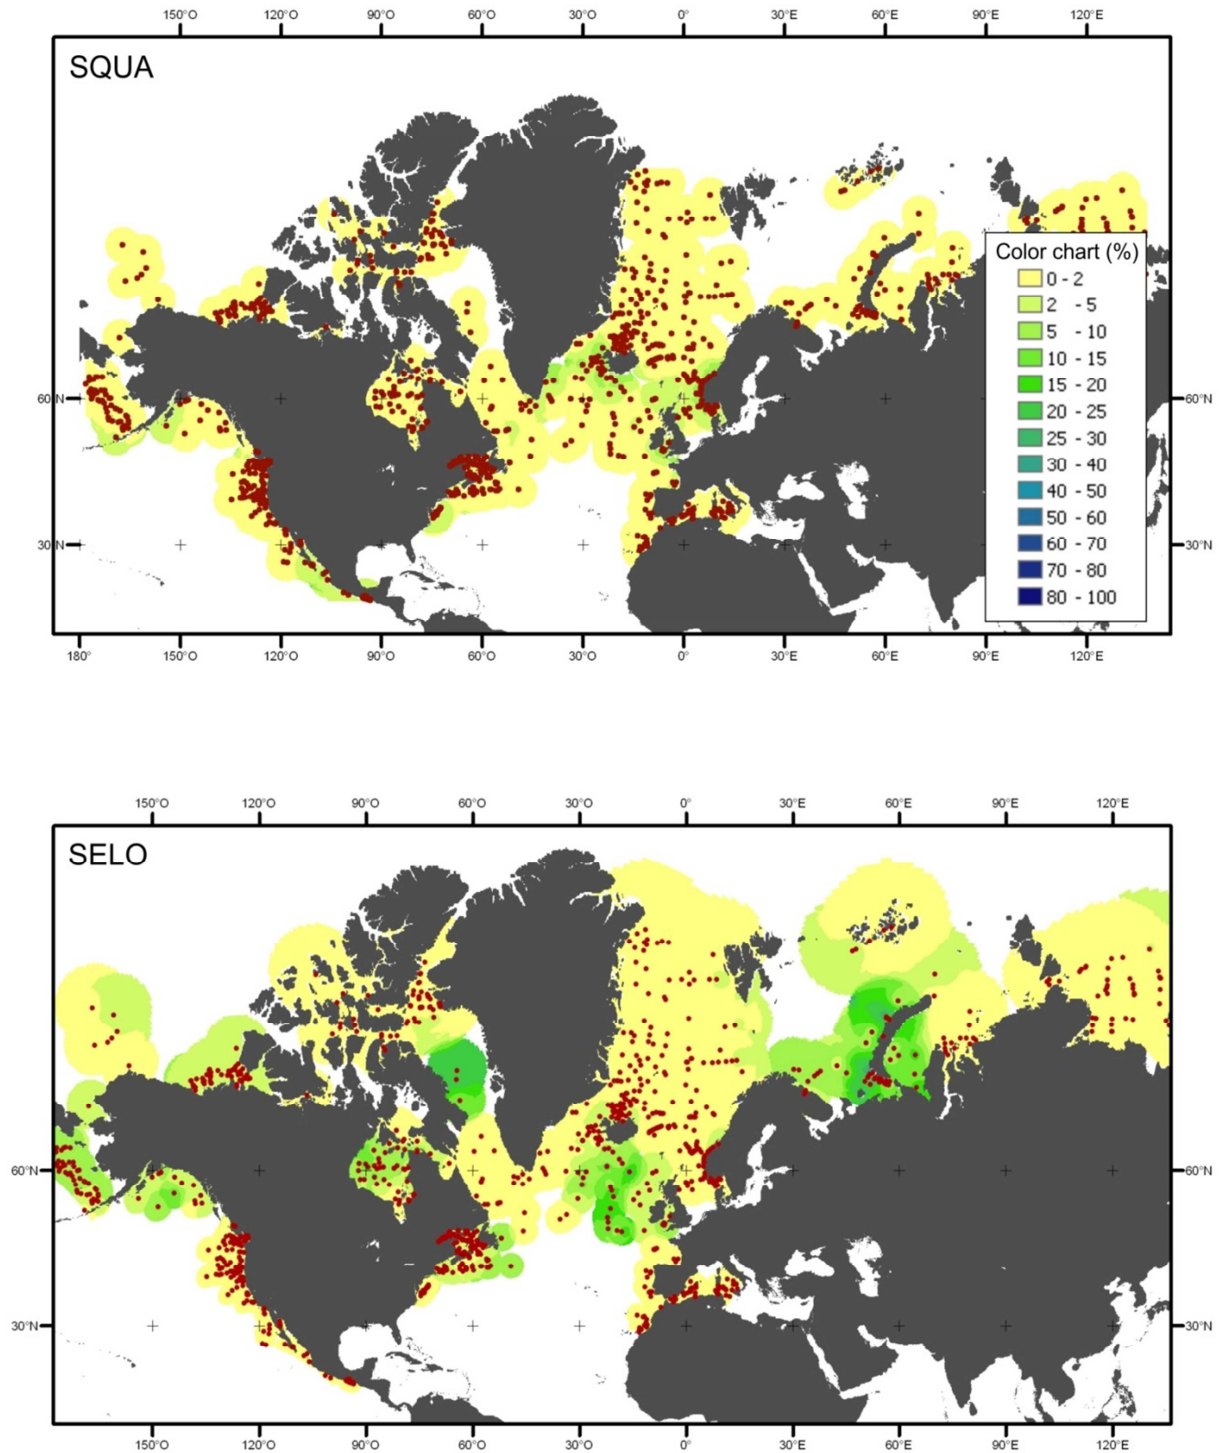 150°O 120°O 90°O 60°O 30°O 0° 30°E 60°E 90°E 120°E
SQUA
Color chart (%)
0 - 2
2 - 5
5 - 10
10 - 15
15 - 20
20 - 25
25 - 30
30 - 40
40 - 50
50 - 60
60 - 70
70 - 80
80 - 100
60°N 60°N
30°N 30°N
180° 150°O 120°O 90°O 60°O 30°O 0° 30°E 60°E 90°E 120°E
150°O 120°O 90°O 60°O 30°O 0° 30°E 60°E 90°E 120°E
SELO
60°N 60°N
30°N 30°N
150°O 120°O 90°O 60°O 30°O 0° 30°E 60°E 90°E 120°E